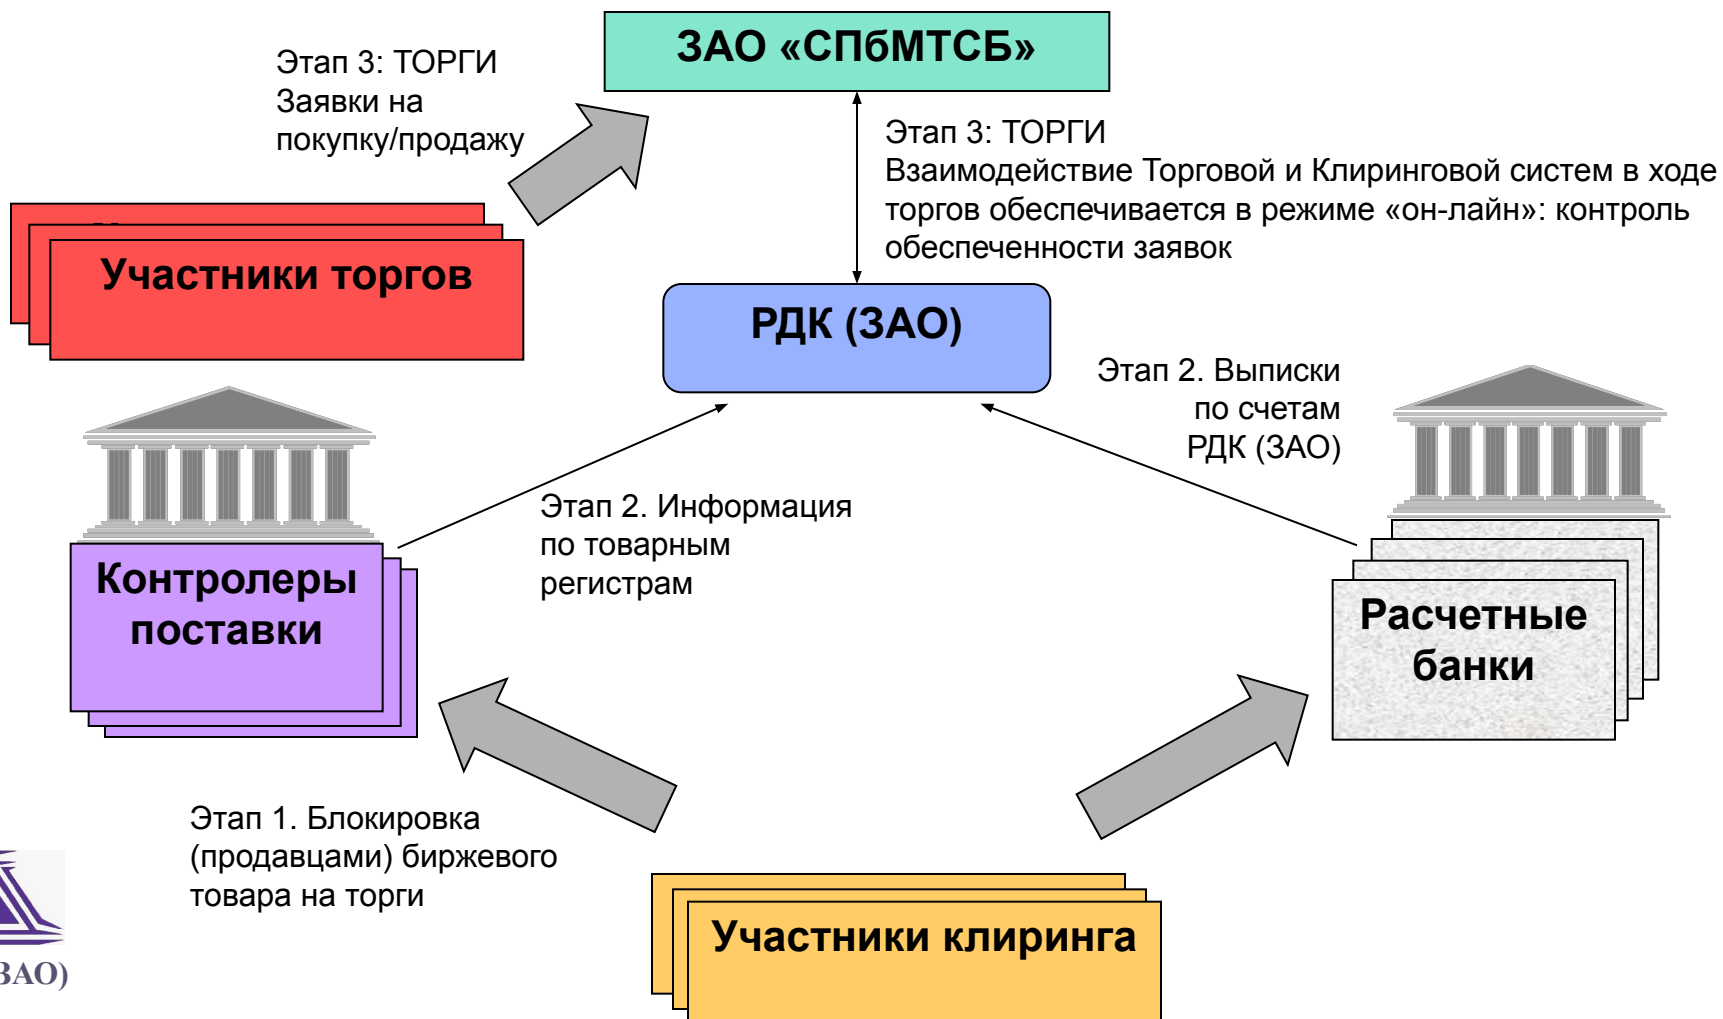 ЗАО «СПбМТСБ»
Этап 3: ТОРГИ
Заявки на
покупку/продажу
Этап 3: ТОРГИ
Взаимодействие Торговой и Клиринговой систем в ходе
торгов обеспечивается в режиме «он-лайн»: контроль
обеспеченности заявок
Участники торгов
РДК (ЗАО)
Этап 2. Выписки
по счетам
РДК (ЗАО)
Этап 2. Информация
по товарным
регистрам
Контролеры
поставки
Расчетные
банки
Этап 1. Блокировка
(продавцами) биржевого
товара на торги
Участники клиринга
ЗАО)